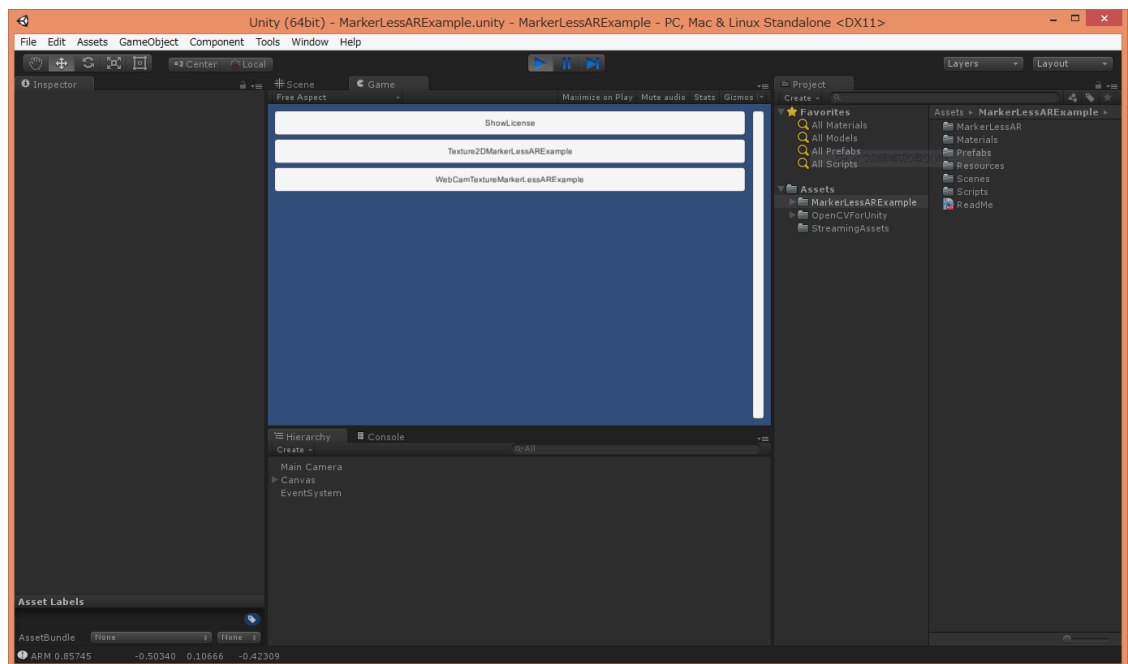 Unity (64bit) - MarkerLessARExample.unity - MarkerLessARExample - PC, Mac & Linux Standalone <DX11>
File Edit Assets GameObject Component Tools Window Help
Center Local
Layers Layout
Inspector
Scene Game
Free Aspect Maximize on Play Mute audio Stats Gizmos
ShowLicense
Texture2DMarkerLessARExample
WebCamTextureMarkerLessARExample
Hierarchy Console
Create All
Main Camera
Canvas
EventSystem
Project
Create
Favorites
All Materials
All Models
All Prefabs
All Scripts
Assets
MarkerLessARExample
OpenCVForUnity
StreamingAssets
Assets ▸ MarkerLessARExample ▸
MarkerLessAR
Materials
Prefabs
Resources
Scenes
Scripts
ReadMe
Asset Labels
AssetBundle None None
ARM 0.85745 -0.50340 0.10666 -0.42309